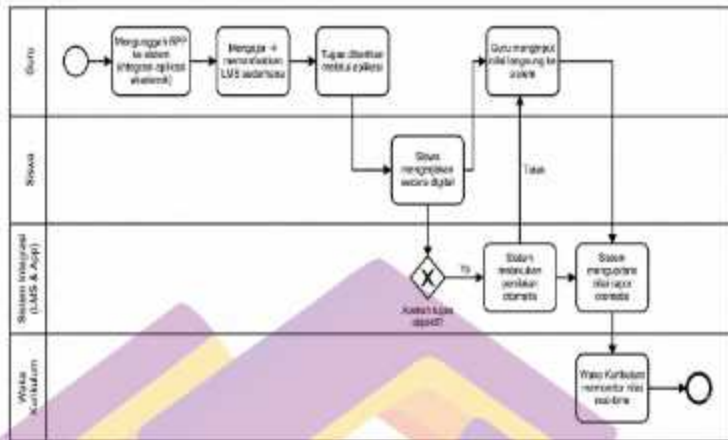 Guru
Mengunggah RPP
ke sistem
(integrasi aplikasi
akademik)
Mengajar →
memanfaatkan
LMS sederhana
Tugas diberikan
melalui aplikasi
Guru menginput
nilai langsung ke
sistem
Siswa
Siswa
mengerjakan
secara digital
Tidak
Sistem Integrasi
(LMS & App)
Apakah tugas
objektif?
Ya
Sistem
melakukan
penilaian
otomatis
Sistem
mengupdate
nilai rapor
otomatis
Waka
Kurikulum
Waka Kurikulum
memonitor nilai
real-time